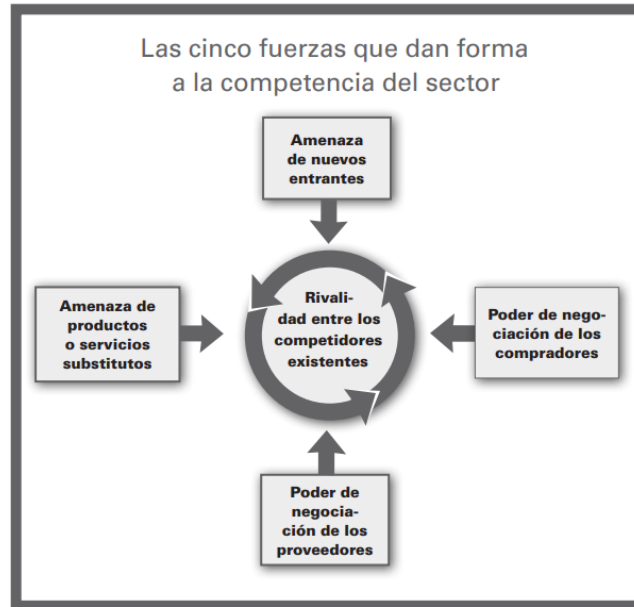 Las cinco fuerzas que dan forma
a la competencia del sector
Amenaza
de nuevos
entrantes
Amenaza de
productos
o servicios
substitutos
Rivali-
dad entre los
competidores
existentes
Poder de nego-
ciación de los
compradores
Poder de
negocia-
ción de los
proveedores